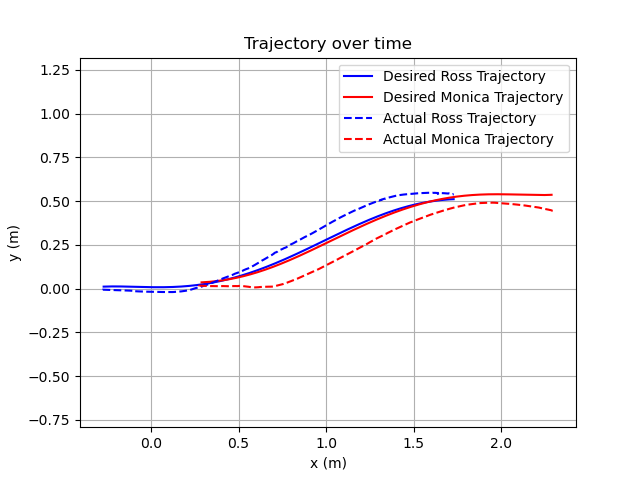 Trajectory over time
Desired Ross Trajectory
Desired Monica Trajectory
Actual Ross Trajectory
Actual Monica Trajectory
y (m)
1.25
1.00
0.75
0.50
0.25
0.00
−0.25
−0.50
−0.75
0.0 0.5 1.0 1.5 2.0
x (m)